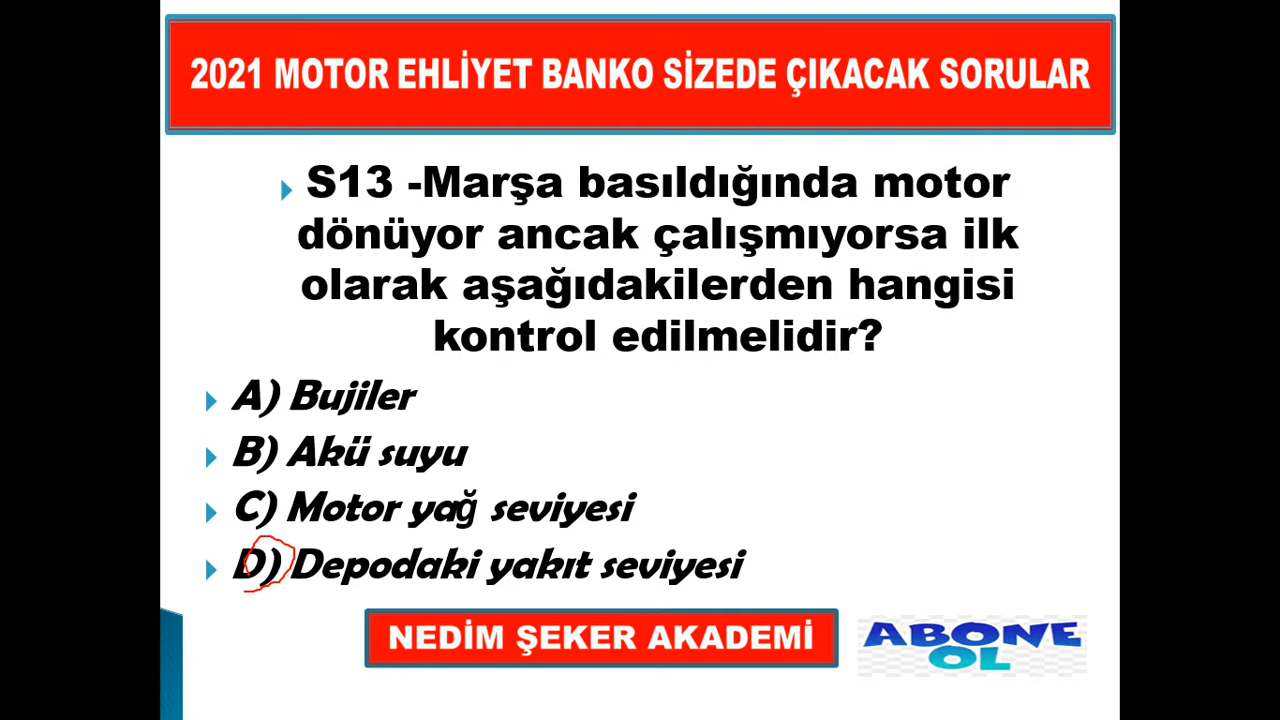 2021 MOTOR EHLİYET BANKO SİZEDE ÇIKACAK SORULAR
S13 -Marşa basıldığında motor
dönüyor ancak çalışmıyorsa ilk
olarak aşağıdakilerden hangisi
kontrol edilmelidir?
A) Bujiler
B) Akü suyu
C) Motor yağ seviyesi
D) Depodaki yakıt seviyesi
NEDİM ŞEKER AKADEMİ
ABONE
OL